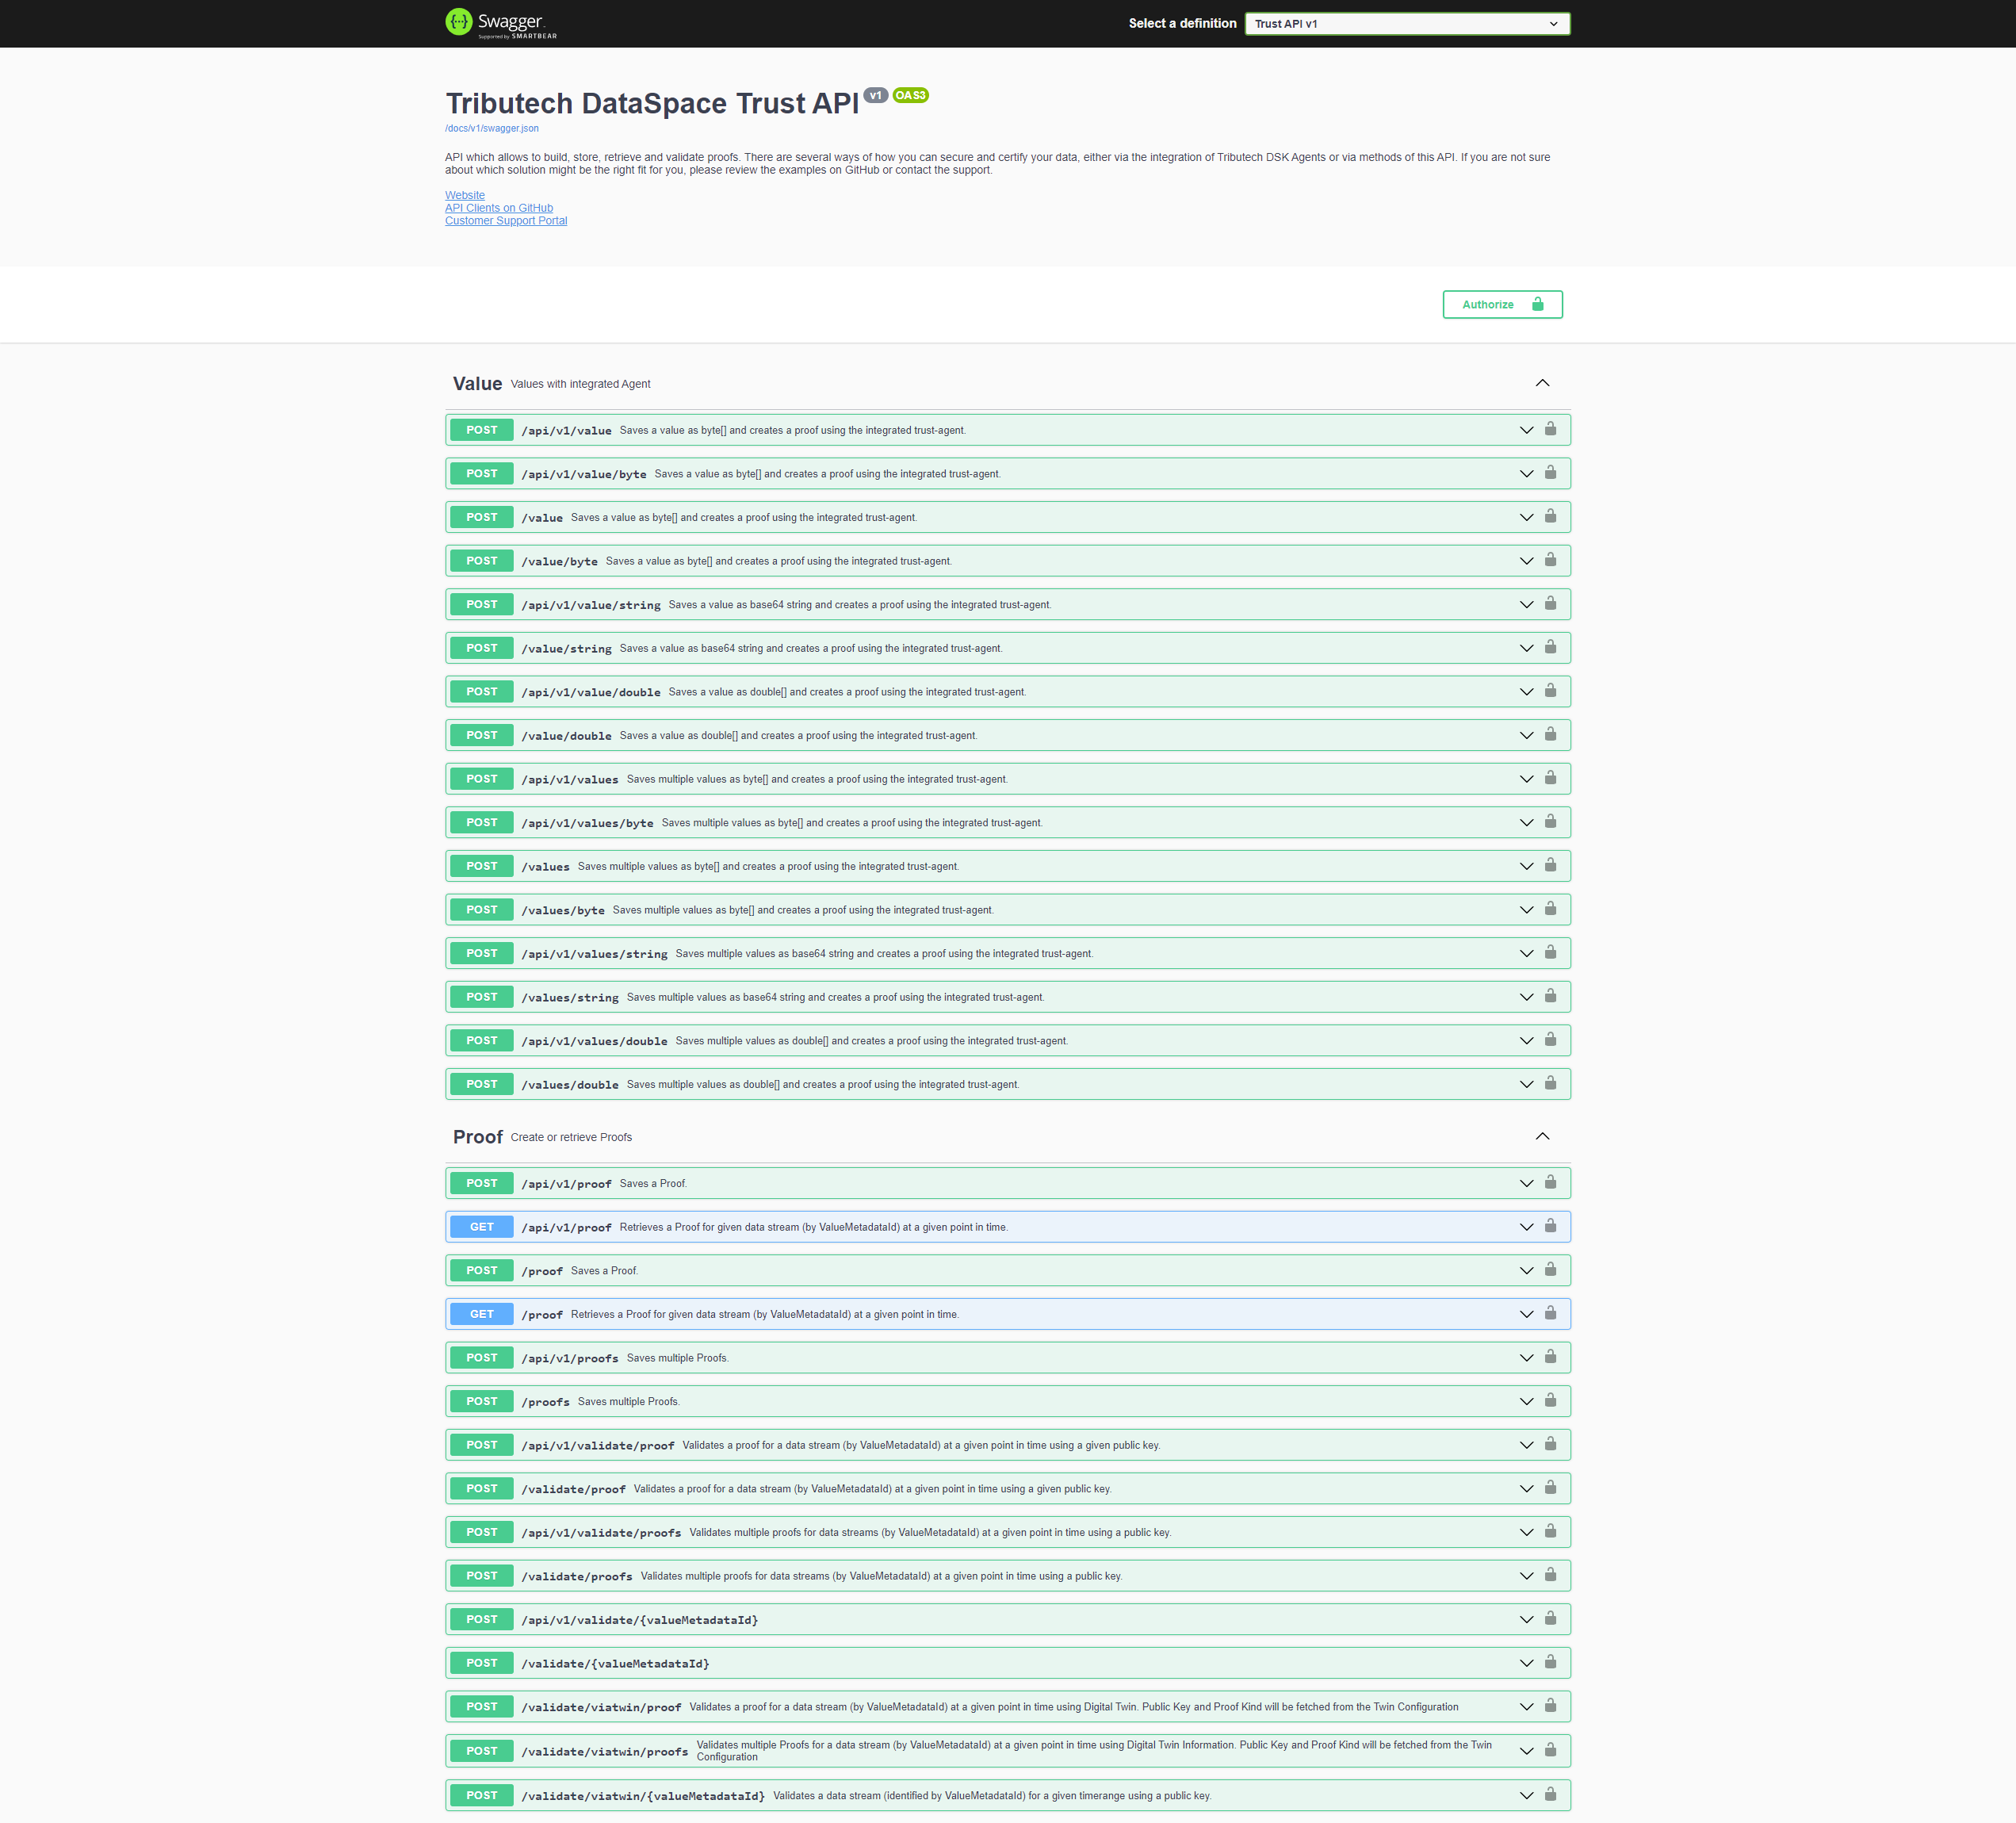 Swagger.
Supported by SMARTBEAR
Select a definition
Trust API v1
Tributech DataSpace Trust API v1 OAS3
/docs/v1/swagger.json
API which allows to build, store, retrieve and validate proofs. There are several ways of how you can secure and certify your data, either via the integration of Tributech DSK Agents or via methods of this API. If you are not sure
about which solution might be the right fit for you, please review the examples on GitHub or contact the support.
Website
API Clients on GitHub
Customer Support Portal
Authorize
Value Values with integrated Agent
POST /api/v1/value Saves a value as byte[] and creates a proof using the integrated trust-agent.
POST /api/v1/value/byte Saves a value as byte[] and creates a proof using the integrated trust-agent.
POST /value Saves a value as byte[] and creates a proof using the integrated trust-agent.
POST /value/byte Saves a value as byte[] and creates a proof using the integrated trust-agent.
POST /api/v1/value/string Saves a value as base64 string and creates a proof using the integrated trust-agent.
POST /value/string Saves a value as base64 string and creates a proof using the integrated trust-agent.
POST /api/v1/value/double Saves a value as double[] and creates a proof using the integrated trust-agent.
POST /value/double Saves a value as double[] and creates a proof using the integrated trust-agent.
POST /api/v1/values Saves multiple values as byte[] and creates a proof using the integrated trust-agent.
POST /api/v1/values/byte Saves multiple values as byte[] and creates a proof using the integrated trust-agent.
POST /values Saves multiple values as byte[] and creates a proof using the integrated trust-agent.
POST /values/byte Saves multiple values as byte[] and creates a proof using the integrated trust-agent.
POST /api/v1/values/string Saves multiple values as base64 string and creates a proof using the integrated trust-agent.
POST /values/string Saves multiple values as base64 string and creates a proof using the integrated trust-agent.
POST /api/v1/values/double Saves multiple values as double[] and creates a proof using the integrated trust-agent.
POST /values/double Saves multiple values as double[] and creates a proof using the integrated trust-agent.
Proof Create or retrieve Proofs
POST /api/v1/proof Saves a Proof.
GET /api/v1/proof Retrieves a Proof for given data stream (by ValueMetadataId) at a given point in time.
POST /proof Saves a Proof.
GET /proof Retrieves a Proof for given data stream (by ValueMetadataId) at a given point in time.
POST /api/v1/proofs Saves multiple Proofs.
POST /proofs Saves multiple Proofs.
POST /api/v1/validate/proof Validates a proof for a data stream (by ValueMetadataId) at a given point in time using a given public key.
POST /validate/proof Validates a proof for a data stream (by ValueMetadataId) at a given point in time using a given public key.
POST /api/v1/validate/proofs Validates multiple proofs for data streams (by ValueMetadataId) at a given point in time using a public key.
POST /validate/proofs Validates multiple proofs for data streams (by ValueMetadataId) at a given point in time using a public key.
POST /api/v1/validate/{valueMetadataId}
POST /validate/{valueMetadataId}
POST /validate/viatwin/proof Validates a proof for a data stream (by ValueMetadataId) at a given point in time using Digital Twin. Public Key and Proof Kind will be fetched from the Twin Configuration
POST /validate/viatwin/proofs Validates multiple Proofs for a data stream (by ValueMetadataId) at a given point in time using Digital Twin Information. Public Key and Proof Kind will be fetched from the Twin
Configuration
POST /validate/viatwin/{valueMetadataId} Validates a data stream (identified by ValueMetadataId) for a given timerange using a public key.